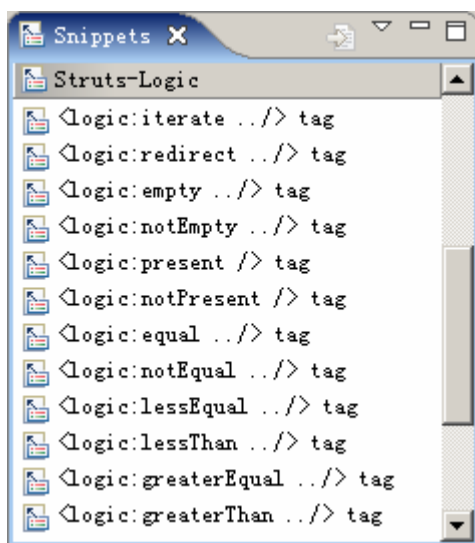 Snippets
Struts-Logic
<logic:iterate ../> tag
<logic:redirect ../> tag
<logic:empty ../> tag
<logic:notEmpty ../> tag
<logic:present /> tag
<logic:notPresent /> tag
<logic:equal ../> tag
<logic:notEqual ../> tag
<logic:lessEqual ../> tag
<logic:lessThan ../> tag
<logic:greaterEqual ../> tag
<logic:greaterThan ../> tag